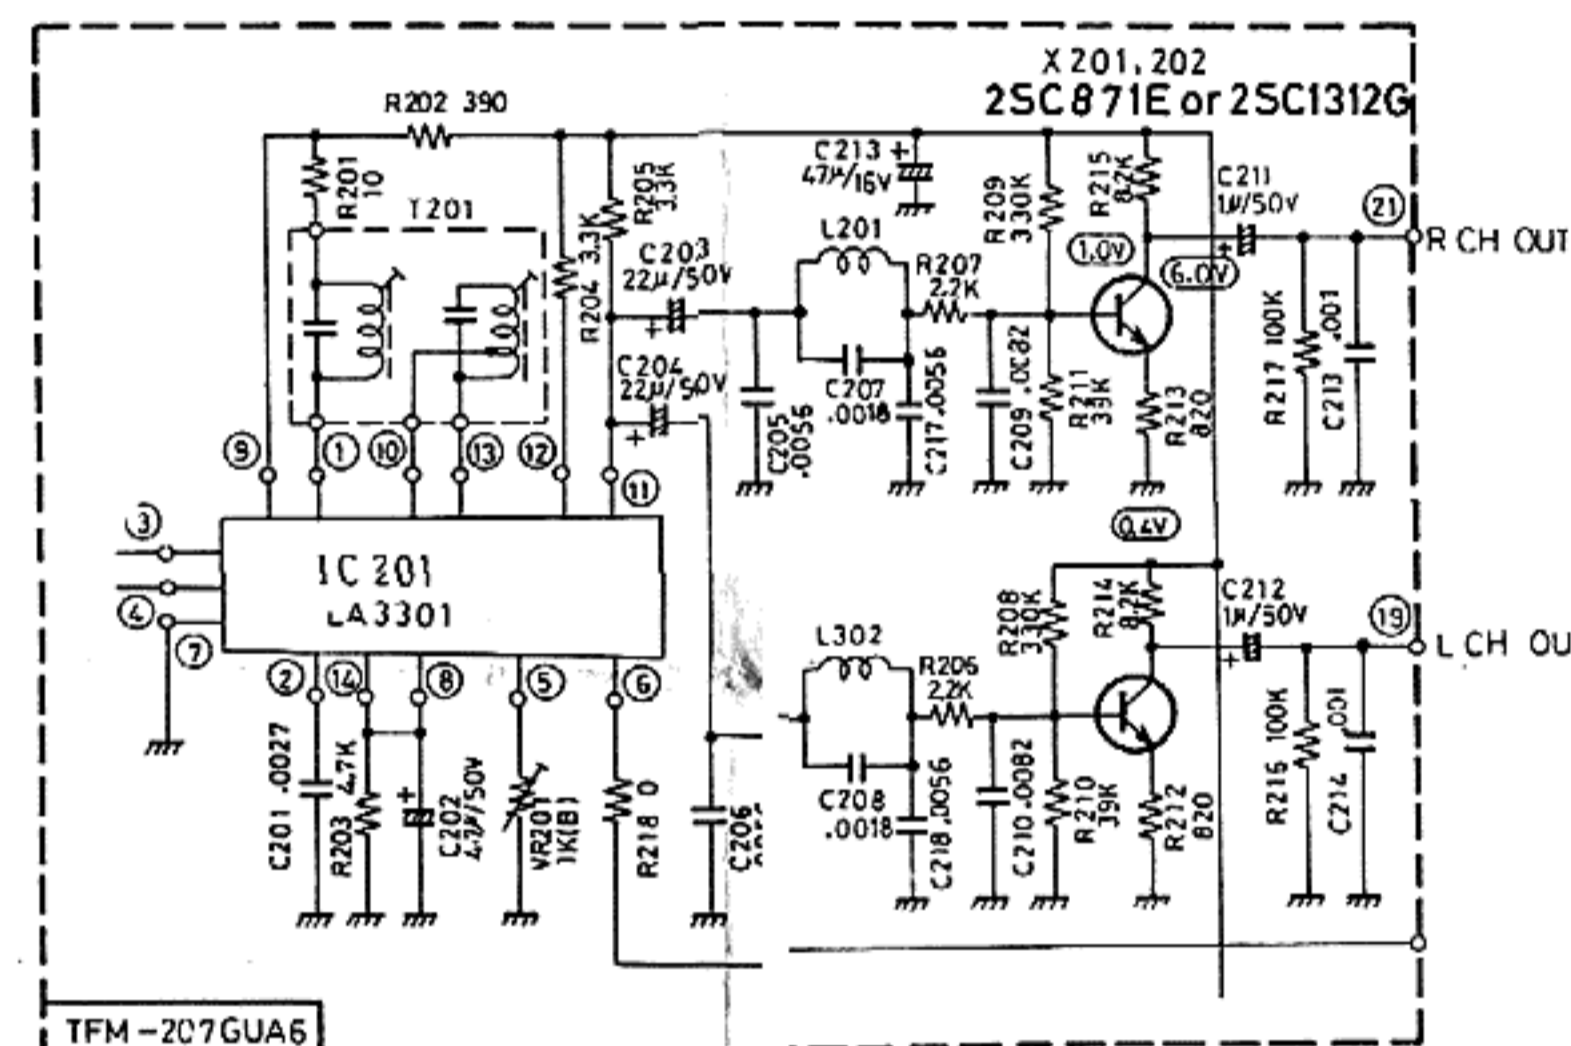 X201,202
2SC871E or 2SC1312G
R202 390
R201
10
T201
R205
3.3K
R204 3.3K
C203
22µ/50V
C204
22µ/50V
C213 +
47µ/16V
L201
R207
2.2K
R209
330K
R215
8.2K
C211
1µ/50V
+
1.0V
6.0V
21
R CH OUT
C205
.0056
C207
.0018
C217 .0056
C209 .0082
R211
39K
R213
820
R217 100K
C213 .001
+
+
9
1
10
13
12
11
3
4
7
IC 201
LA3301
0.4V
2
14
8
5
6
C201 .0027
R203 4.7K
+
C202
4.7µ/50V
VR201
1K(B)
R218 0
C206
L302
R206
2.2K
R208
330K
R214
8.2K
C212
1µ/50V
+
19
L CH OU
C208
.0018
C218 .0056
C210 .0082
R210
39K
R212
820
R216 100K
C214 .001
TFM-207GUA6